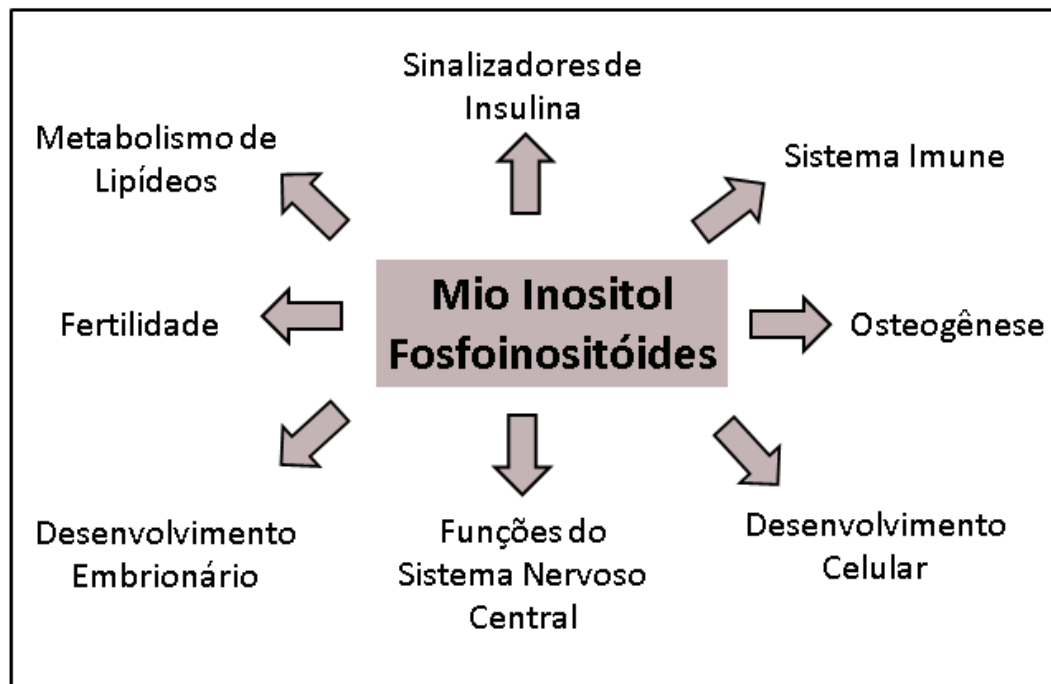 Sinalizadores de
Insulina
Metabolismo de
Lipídeos
Sistema Imune
Mio Inositol
Fosfoinositóides
Fertilidade
Osteogênese
Desenvolvimento
Embrionário
Funções do
Sistema Nervoso
Central
Desenvolvimento
Celular